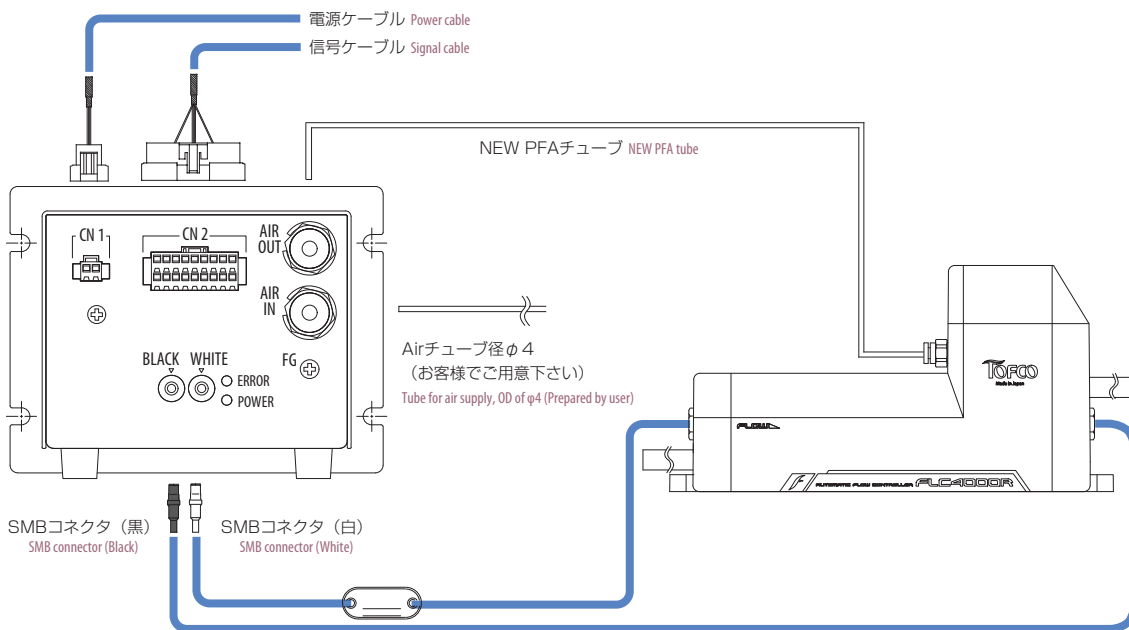 電源ケーブル Power cable
信号ケーブル Signal cable
NEW PFAチューブ NEW PFA tube
CN 1
CN 2
AIR
OUT
AIR
IN
Airチューブ径φ4
（お客様でご用意下さい）
Tube for air supply, OD of φ4 (Prepared by user)
BLACK WHITE
FG
ERROR
POWER
TOFCO
Made in Japan
FLOW
AUTOMATIC FLOW CONTROLLER FLC4000R
SMBコネクタ（黒）
SMB connector (Black)
SMBコネクタ（白）
SMB connector (White)